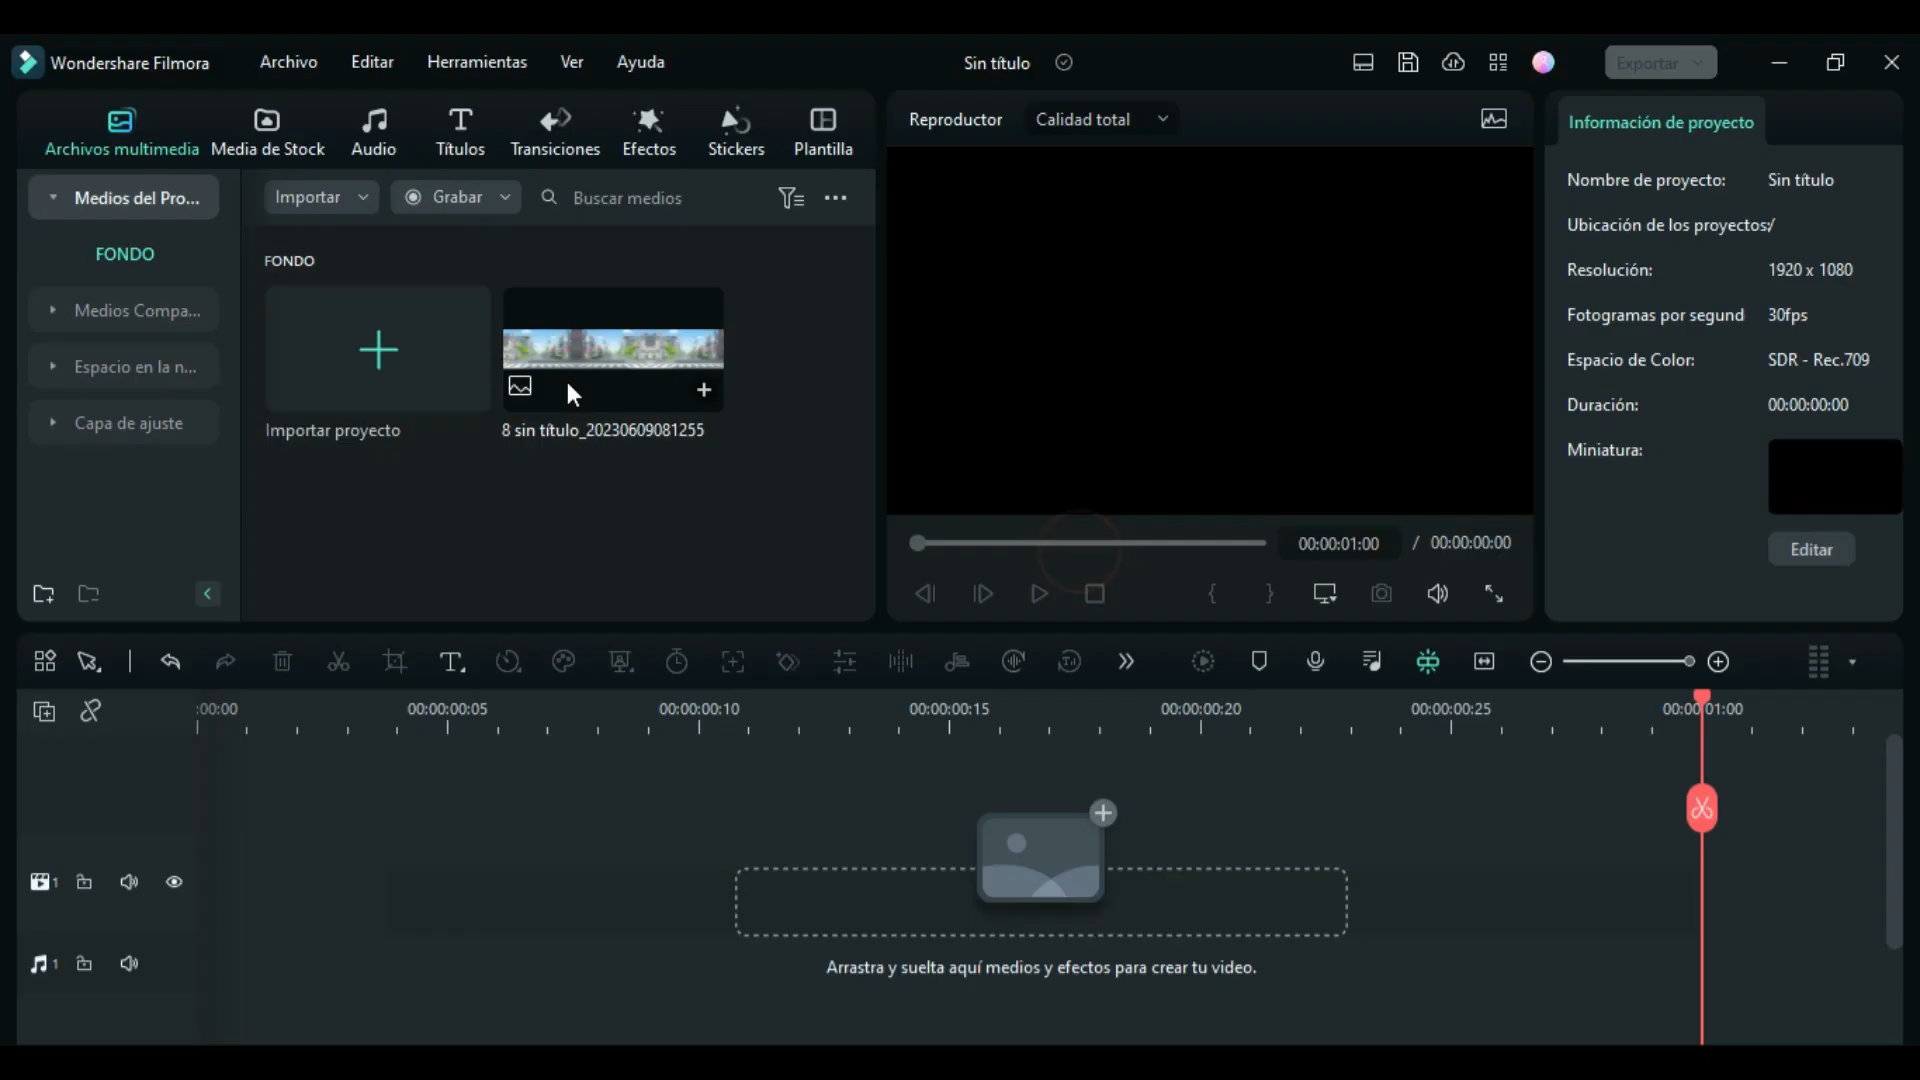 Wondershare Filmora
Archivo
Editar
Herramientas
Ver
Ayuda
Sin título
Exportar
Archivos multimedia
Media de Stock
Audio
Títulos
Transiciones
Efectos
Stickers
Plantilla
Reproductor
Calidad total
Información de proyecto
Medios del Pro...
FONDO
Medios Compa...
Espacio en la n...
Capa de ajuste
Importar
Grabar
Buscar medios
FONDO
Importar proyecto
8 sin título_20230609081255
00:00:01:00 / 00:00:00:00
Nombre de proyecto: Sin título
Ubicación de los proyectos:/
Resolución: 1920 x 1080
Fotogramas por segund 30fps
Espacio de Color: SDR - Rec.709
Duración: 00:00:00:00
Miniatura:
Editar
:00:00
00:00:00:05
00:00:00:10
00:00:00:15
00:00:00:20
00:00:00:25
00:00:01:00
1
Arrastra y suelta aquí medios y efectos para crear tu video.
1